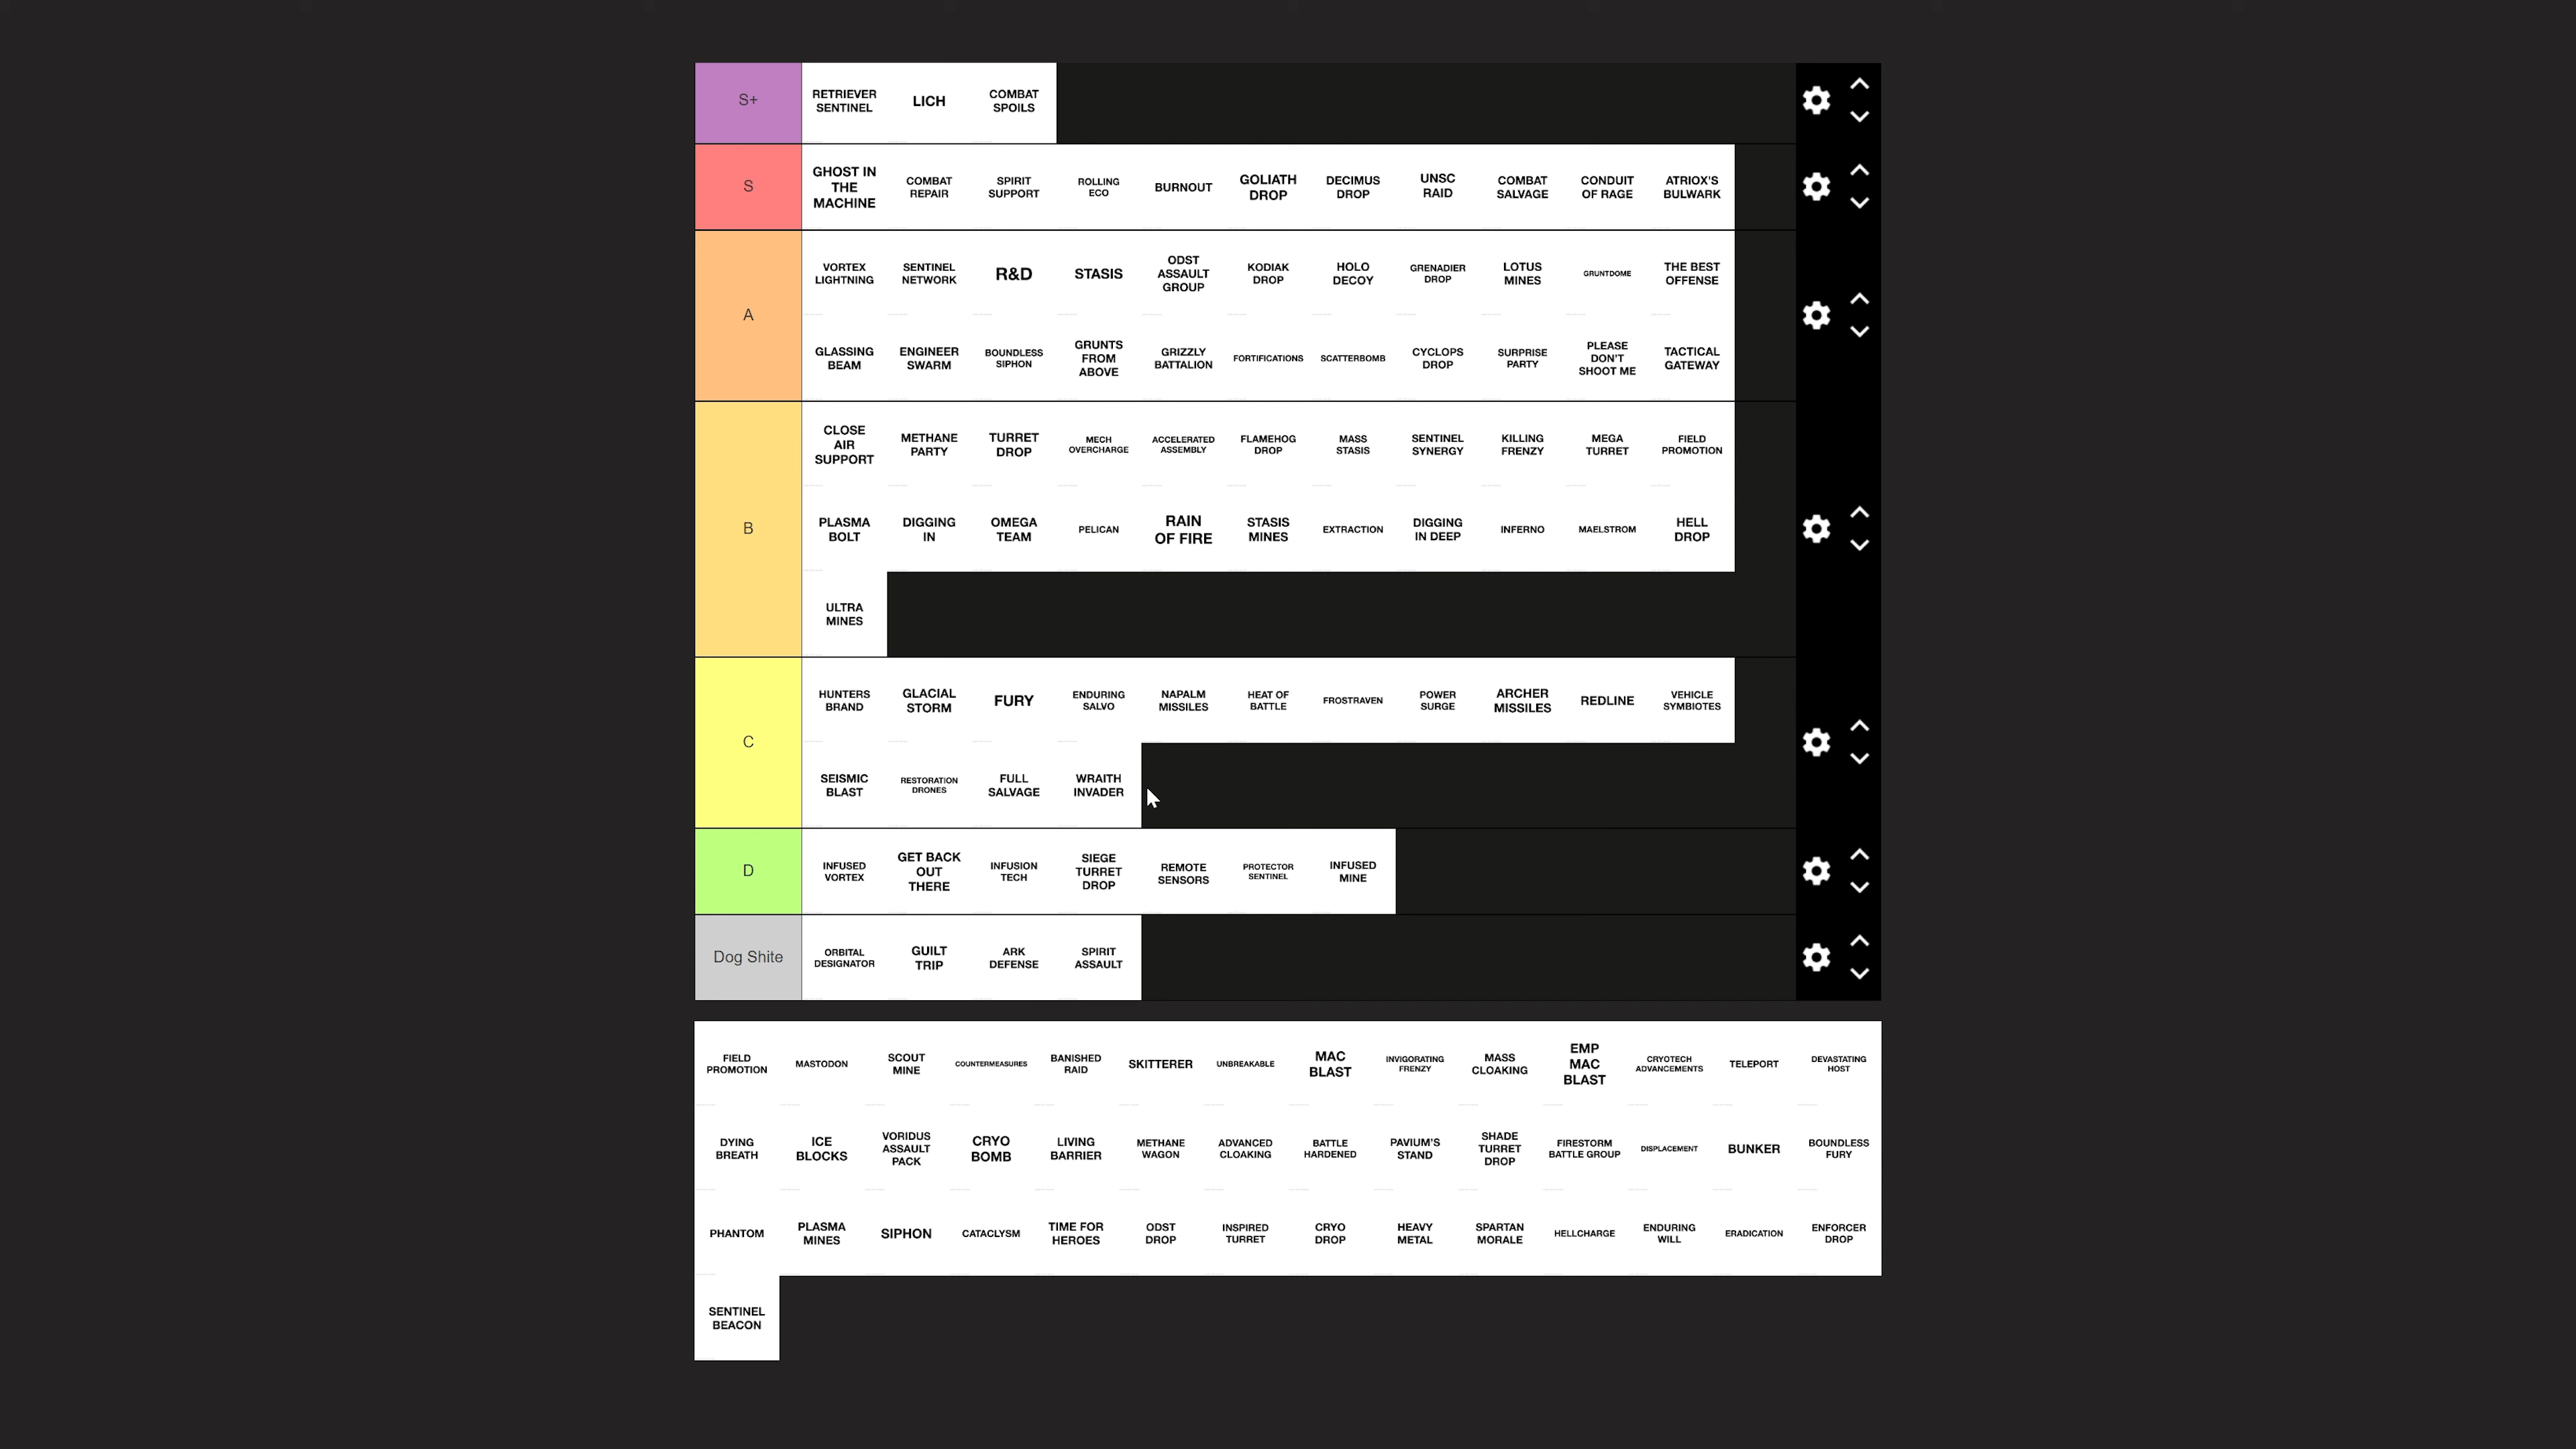 S+
RETRIEVER SENTINEL
LICH
COMBAT SPOILS
S
GHOST IN THE MACHINE
COMBAT REPAIR
SPIRIT SUPPORT
ROLLING ECO
BURNOUT
GOLIATH DROP
DECIMUS DROP
UNSC RAID
COMBAT SALVAGE
CONDUIT OF RAGE
ATRIOX'S BULWARK
A
VORTEX LIGHTNING
SENTINEL NETWORK
R&D
STASIS
ODST ASSAULT GROUP
KODIAK DROP
HOLO DECOY
GRENADIER DROP
LOTUS MINES
GRUNTDOME
THE BEST OFFENSE
GLASSING BEAM
ENGINEER SWARM
BOUNDLESS SIPHON
GRUNTS FROM ABOVE
GRIZZLY BATTALION
FORTIFICATIONS
SCATTERBOMB
CYCLOPS DROP
SURPRISE PARTY
PLEASE DON'T SHOOT ME
TACTICAL GATEWAY
B
CLOSE AIR SUPPORT
METHANE PARTY
TURRET DROP
MECH OVERCHARGE
ACCELERATED ASSEMBLY
FLAMEHOG DROP
MASS STASIS
SENTINEL SYNERGY
KILLING FRENZY
MEGA TURRET
FIELD PROMOTION
PLASMA BOLT
DIGGING IN
OMEGA TEAM
PELICAN
RAIN OF FIRE
STASIS MINES
EXTRACTION
DIGGING IN DEEP
INFERNO
MAELSTROM
HELL DROP
ULTRA MINES
C
HUNTERS BRAND
GLACIAL STORM
FURY
ENDURING SALVO
NAPALM MISSILES
HEAT OF BATTLE
FROSTRAVEN
POWER SURGE
ARCHER MISSILES
REDLINE
VEHICLE SYMBIOTES
SEISMIC BLAST
RESTORATION DRONES
FULL SALVAGE
WRAITH INVADER
D
INFUSED VORTEX
GET BACK OUT THERE
INFUSION TECH
SIEGE TURRET DROP
REMOTE SENSORS
PROTECTOR SENTINEL
INFUSED MINE
Dog Shite
ORBITAL DESIGNATOR
GUILT TRIP
ARK DEFENSE
SPIRIT ASSAULT
FIELD PROMOTION
MASTODON
SCOUT MINE
COUNTERMEASURES
BANISHED RAID
SKITTERER
UNBREAKABLE
MAC BLAST
INVIGORATING FRENZY
MASS CLOAKING
EMP MAC BLAST
CRYOTECH ADVANCEMENTS
TELEPORT
DEVASTATING HOST
DYING BREATH
ICE BLOCKS
VORIDUS ASSAULT PACK
CRYO BOMB
LIVING BARRIER
METHANE WAGON
ADVANCED CLOAKING
BATTLE HARDENED
PAVIUM'S STAND
SHADE TURRET DROP
FIRESTORM BATTLE GROUP
DISPLACEMENT
BUNKER
BOUNDLESS FURY
PHANTOM
PLASMA MINES
SIPHON
CATACLYSM
TIME FOR HEROES
ODST DROP
INSPIRED TURRET
CRYO DROP
HEAVY METAL
SPARTAN MORALE
HELLCHARGE
ENDURING WILL
ERADICATION
ENFORCER DROP
SENTINEL BEACON